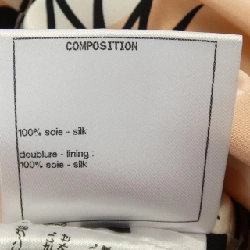 COMPOSITION
100% soie - silk
doublure - lining :
100% soie - silk